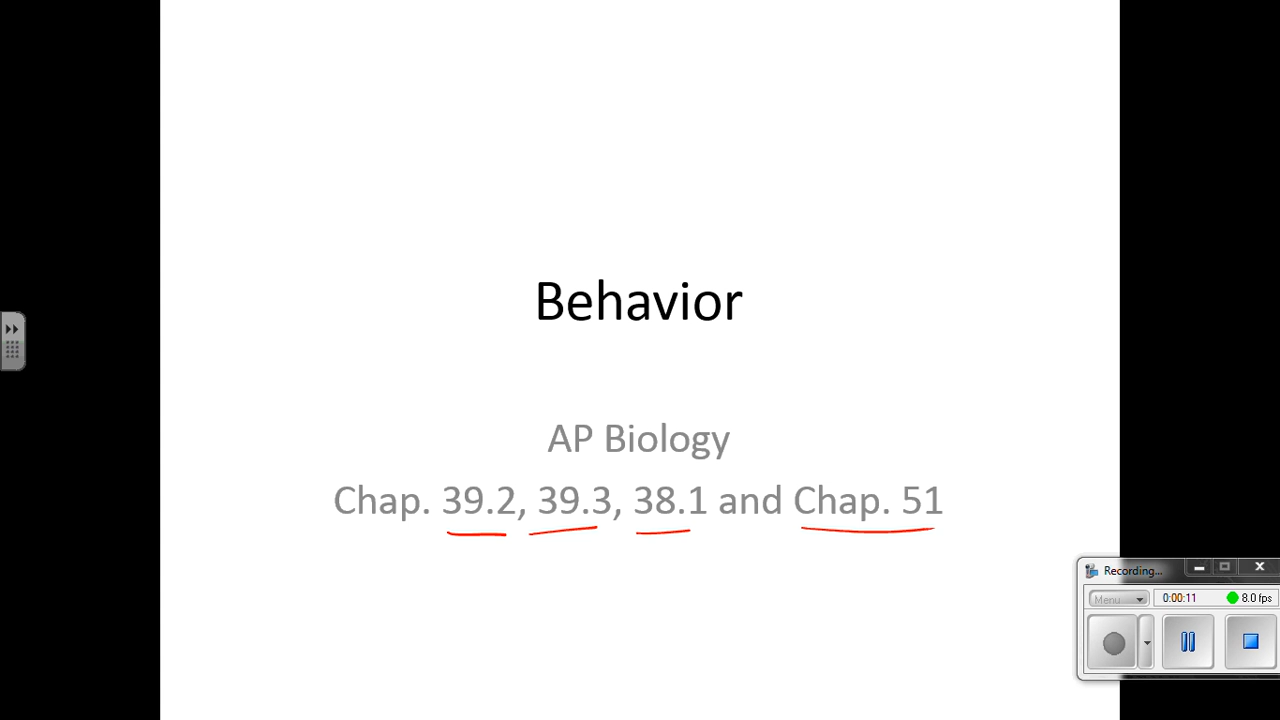 Behavior
AP Biology
Chap. 39.2, 39.3, 38.1 and Chap. 51
Recording...
Menu
0:00:11
8.0 fps